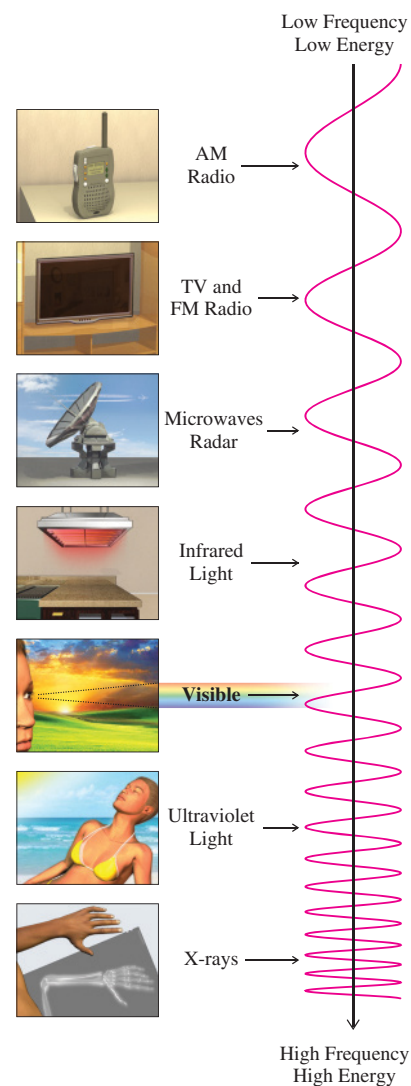 Low Frequency
Low Energy
AM
Radio
TV and
FM Radio
Microwaves
Radar
Infrared
Light
Visible
Ultraviolet
Light
X-rays
High Frequency
High Energy